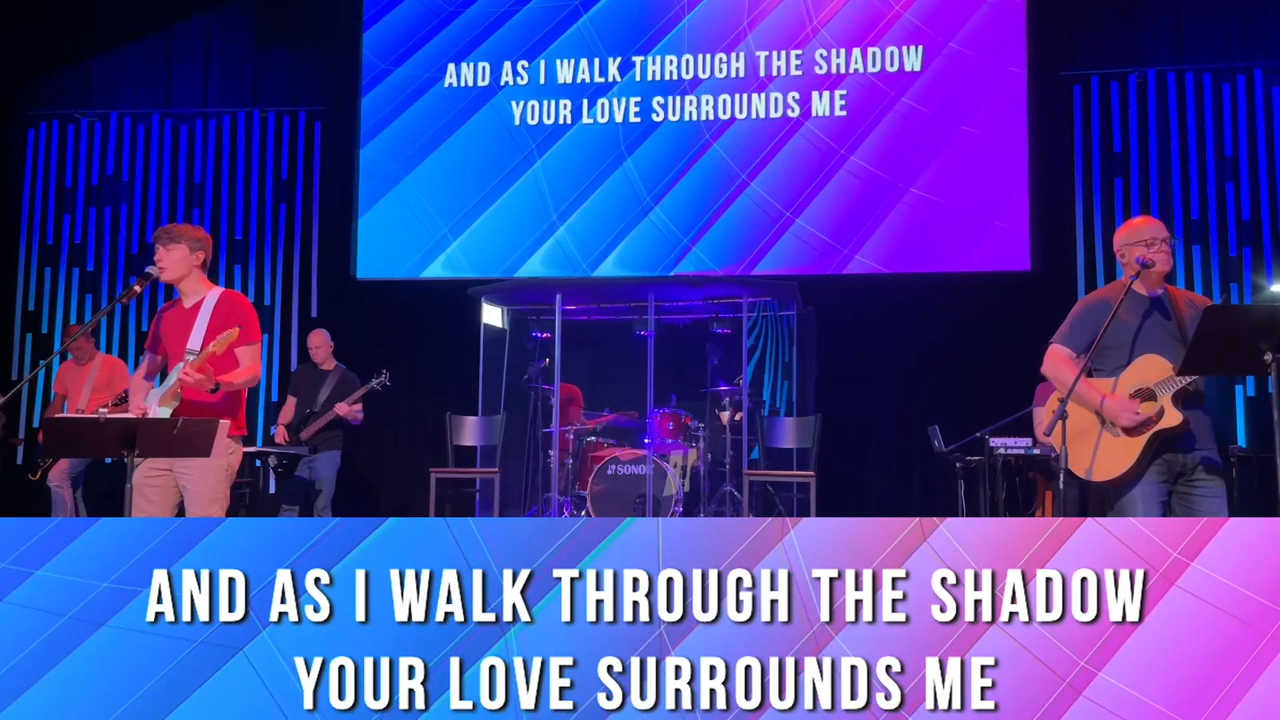 AND AS I WALK THROUGH THE SHADOW
YOUR LOVE SURROUNDS ME
SONOR
AND AS I WALK THROUGH THE SHADOW
YOUR LOVE SURROUNDS ME